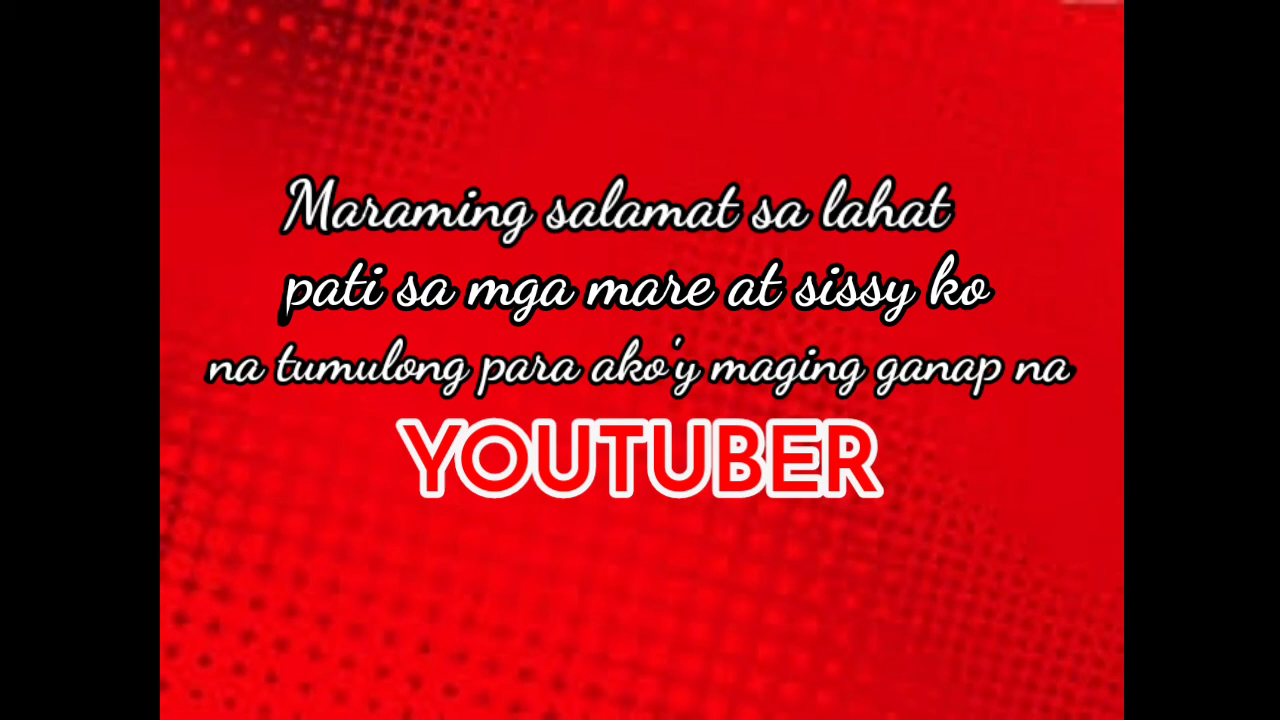 Maraming salamat sa lahat
pati sa mga mare at sissy ko
na tumulong para ako'y maging ganap na
YOUTUBER